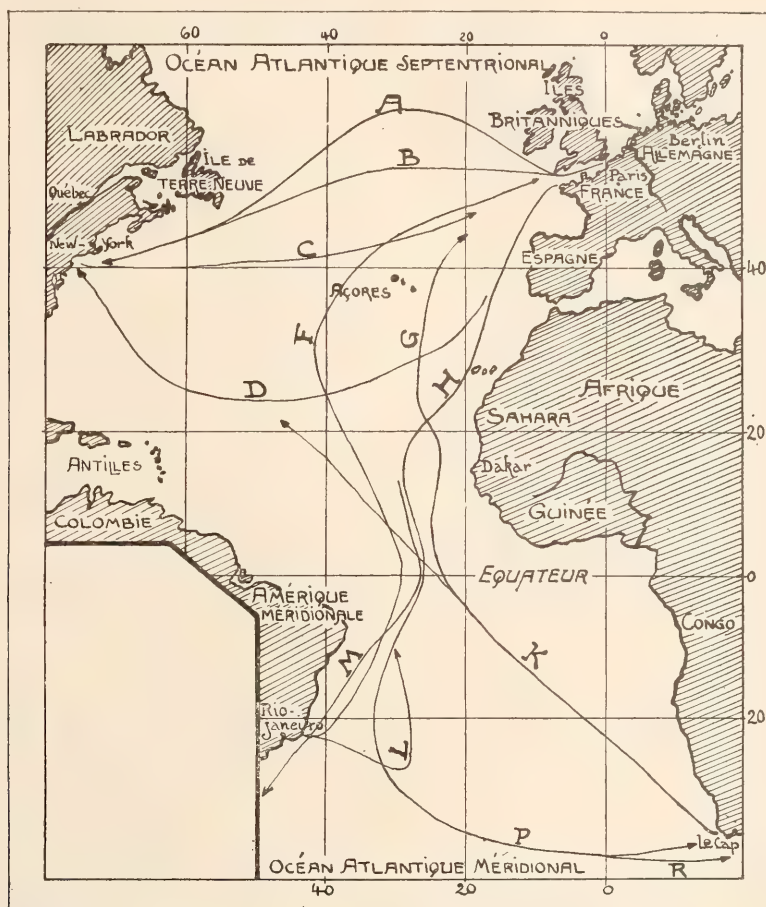 60 20 0
OCÉAN ATLANTIQUE SEPTENTRIONAL
ÎLES
BRITANNIQUES
A
LABRADOR
Berlin
ALLEMAGNE
B
ÎLE DE
TERRE NEUVE
Paris
FRANCE
Québec
New-York
C
ESPAGNE
40
AÇORES
F
G
H
D
AFRIQUE
SAHARA
20
ANTILLES
Dakar
GUINÉE
COLOMBIE
EQUATEUR
0
AMÉRIQUE
MÉRIDIONALE
CONGO
M
K
Rio-
janeiro
20
L
P
Le Cap
R
OCÉAN ATLANTIQUE MÉRIDIONAL
40 20 0